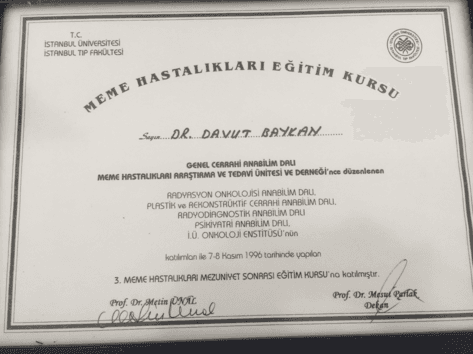 T.C.
İSTANBUL ÜNİVERSİTESİ
İSTANBUL TIP FAKÜLTESİ
MEME HASTALIKLARI EĞİTİM KURSU
Sayın DR. DAVUT BAYKAN
GENEL CERRAHİ ANABİLİM DALI
MEME HASTALIKLARI ARAŞTIRMA VE TEDAVİ ÜNİTESİ VE DERNEĞİ'nce düzenlenen
RADYASYON ONKOLOJİSİ ANABİLİM DALI,
PLASTİK ve REKONSTRÜKTİF CERRAHİ ANABİLİM DALI,
RADYODİAGNOSTİK ANABİLİM DALI
PSİKİYATRİ ANABİLİM DALI,
İ.Ü. ONKOLOJİ ENSTİTÜSÜ'nün
katılımları ile 7-8 Kasım 1996 tarihinde yapılan
3. MEME HASTALIKLARI MEZUNİYET SONRASI EĞİTİM KURSU'na katılmıştır.
Prof. Dr. Metin
Prof. Dr. Mesut Parlak
Dekan